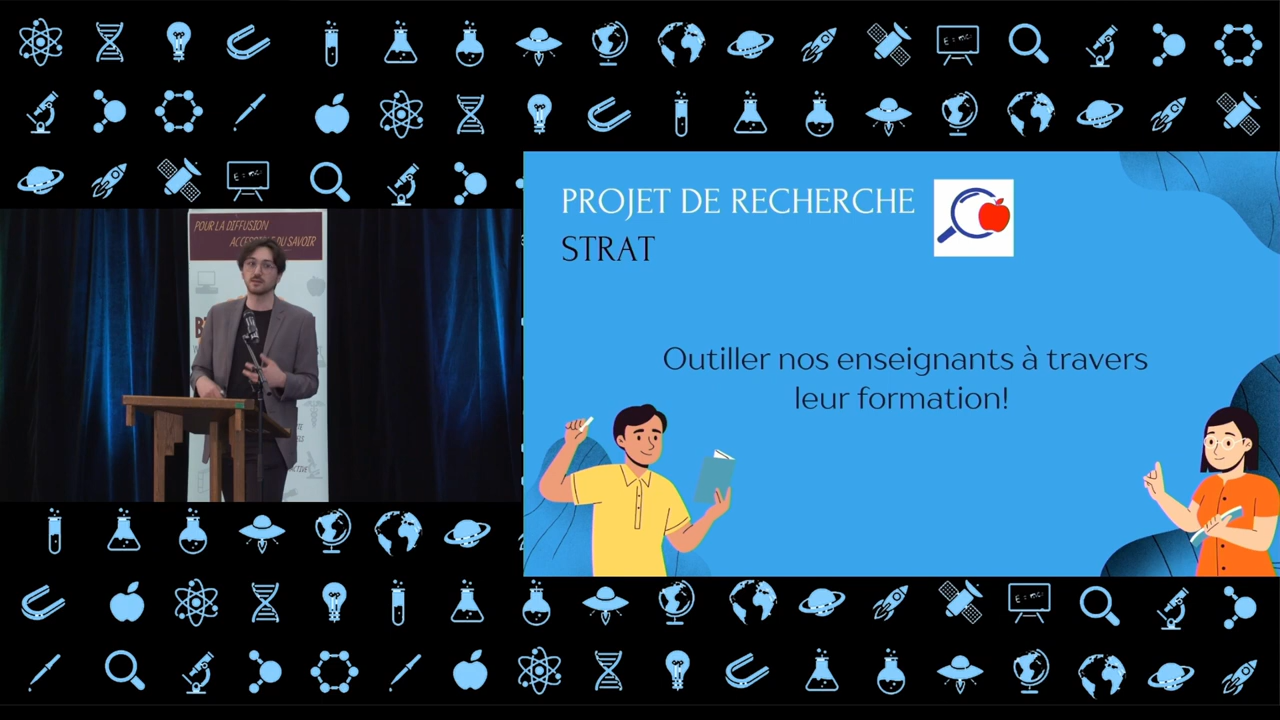 POUR LA DIFFUSION
ACCESSIBLE DU SAVOIR
PROJET DE RECHERCHE
STRAT
Outiller nos enseignants à travers
leur formation!